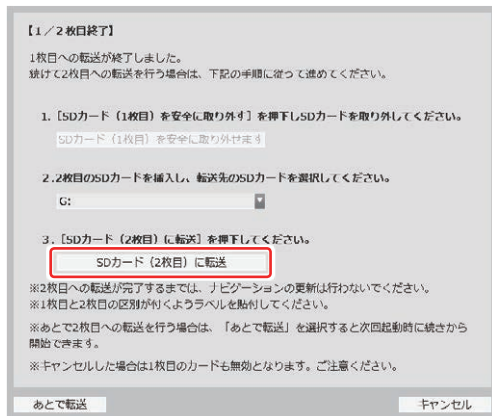 【1／2枚目終了】
1枚目への転送が終了しました。
続けて2枚目への転送を行う場合は、下記の手順に従って進めてください。
1.［SDカード（1枚目）を安全に取り外す］を押下しSDカードを取り外してください。
SDカード（1枚目）を安全に取り外せます
2.2枚目のSDカードを挿入し、転送先のSDカードを選択してください。
G:
3.［SDカード（2枚目）に転送］を押下してください。
SDカード（2枚目）に転送
※2枚目への転送が完了するまでは、ナビゲーションの更新は行わないでください。
※1枚目と2枚目の区別が付くようラベルを貼付してください。
※あとで2枚目への転送を行う場合は、「あとで転送」を選択すると次回起動時に続きから
開始できます。
※キャンセルした場合は1枚目のカードも無効となります。ご注意ください。
あとで転送
キャンセル